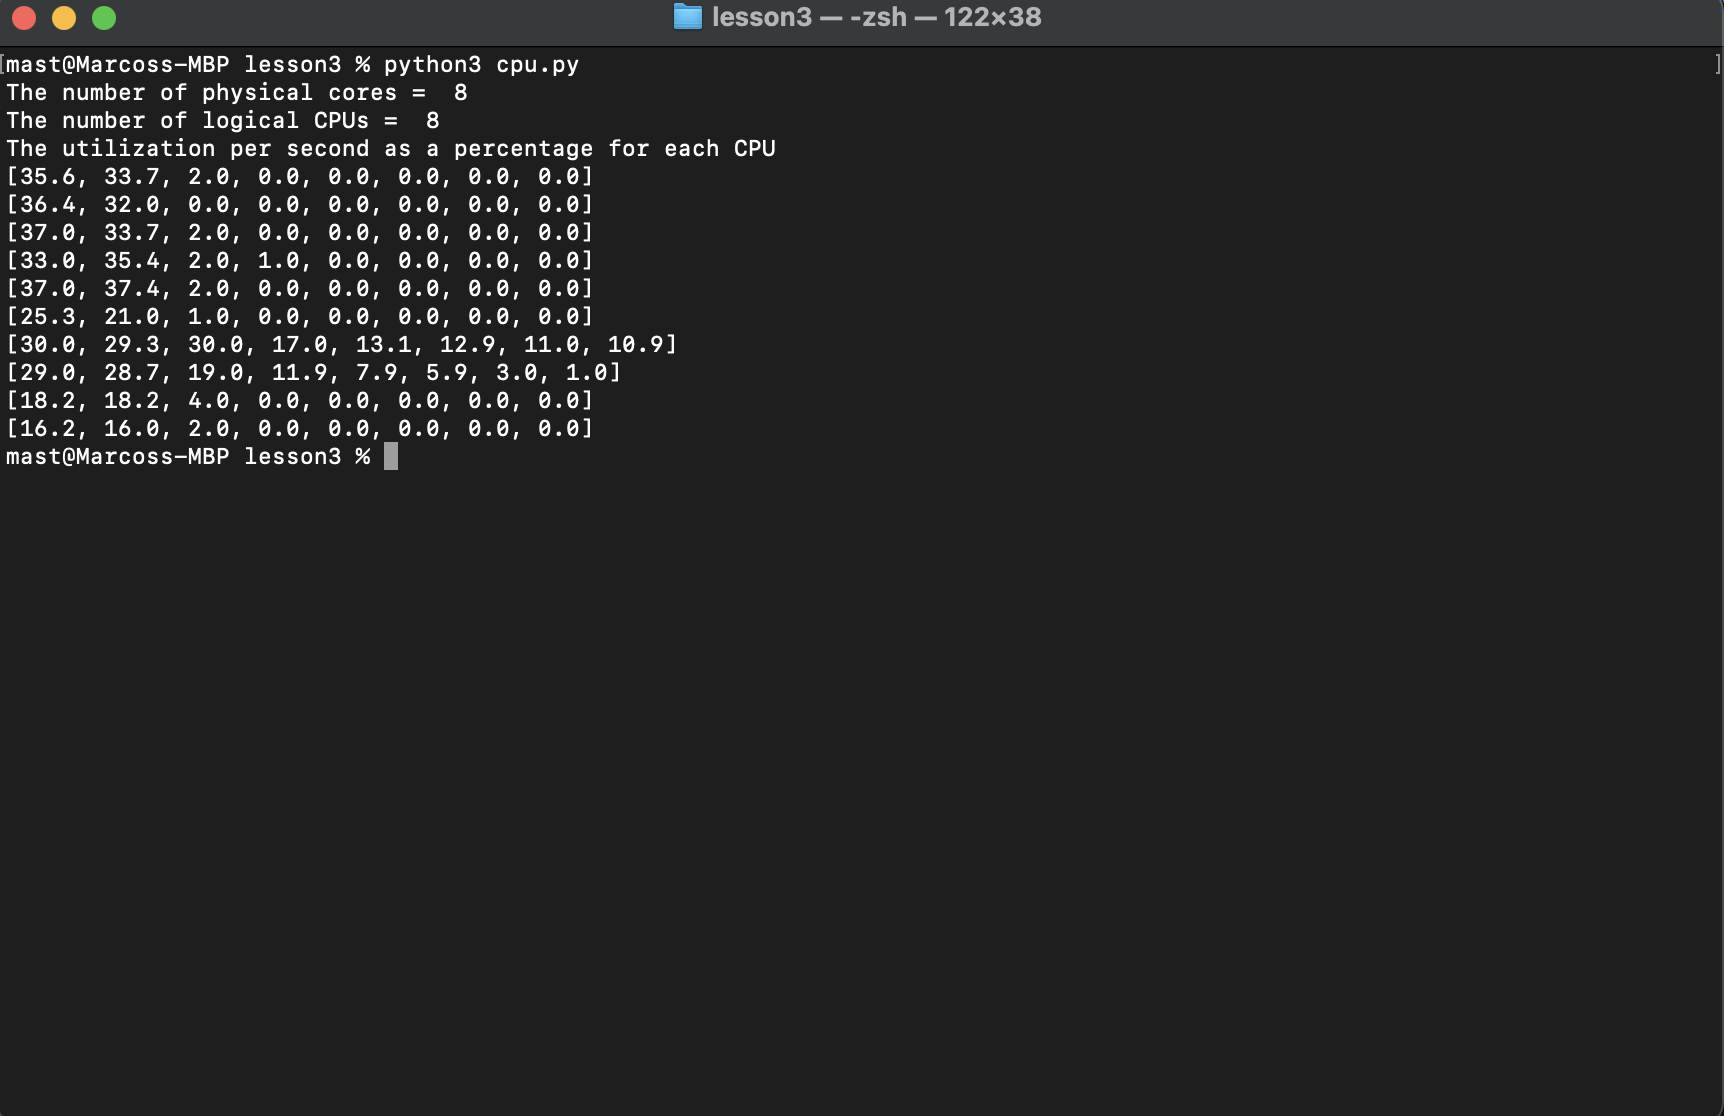 lesson3 — -zsh — 122×38
[mast@Marcoss-MBP lesson3 % python3 cpu.py ]
The number of physical cores =  8
The number of logical CPUs =  8
The utilization per second as a percentage for each CPU
[35.6, 33.7, 2.0, 0.0, 0.0, 0.0, 0.0, 0.0]
[36.4, 32.0, 0.0, 0.0, 0.0, 0.0, 0.0, 0.0]
[37.0, 33.7, 2.0, 0.0, 0.0, 0.0, 0.0, 0.0]
[33.0, 35.4, 2.0, 1.0, 0.0, 0.0, 0.0, 0.0]
[37.0, 37.4, 2.0, 0.0, 0.0, 0.0, 0.0, 0.0]
[25.3, 21.0, 1.0, 0.0, 0.0, 0.0, 0.0, 0.0]
[30.0, 29.3, 30.0, 17.0, 13.1, 12.9, 11.0, 10.9]
[29.0, 28.7, 19.0, 11.9, 7.9, 5.9, 3.0, 1.0]
[18.2, 18.2, 4.0, 0.0, 0.0, 0.0, 0.0, 0.0]
[16.2, 16.0, 2.0, 0.0, 0.0, 0.0, 0.0, 0.0]
mast@Marcoss-MBP lesson3 %